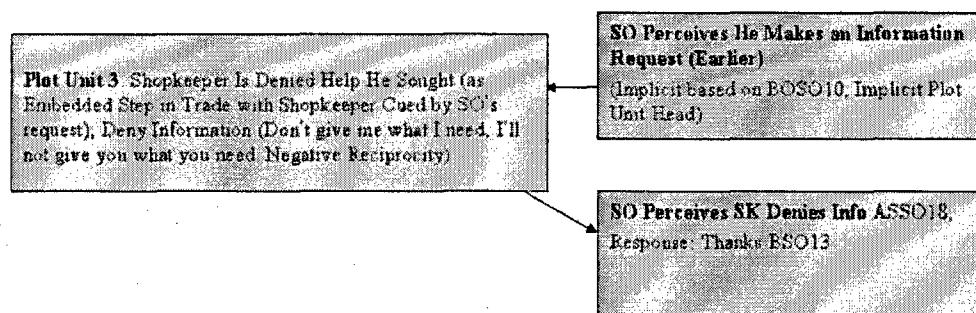 Plot Unit 3 Shopkeeper Is Denied Help He Sought (as
Embedded Step in Trade with Shopkeeper Cued by SO's
request), Deny Information (Don't give me what I need, I'll
not give you what you need Negative Reciprocity)
SO Perceives He Makes an Information
Request (Earlier)
(Implicit based on BOSO10, Implicit Plot
Unit Head)
SO Perceives SK Denies Info ASSO18,
Response: Thanks BSO13